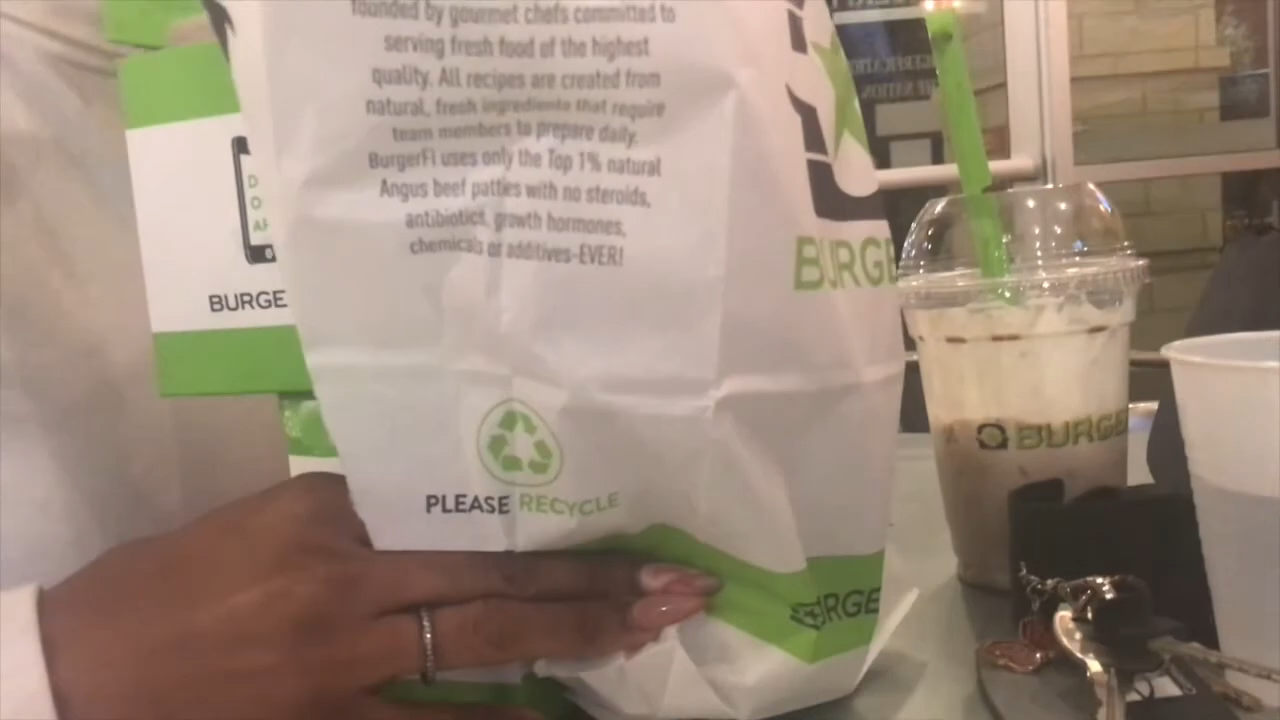 founded by gourmet chefs committed to
serving fresh food of the highest
quality. All recipes are created from
natural, fresh ingredients that require
team members to prepare daily.
BurgerFi uses only the Top 1% natural
Angus beef patties with no steroids,
antibiotics, growth hormones,
chemicals or additives-EVER!
PLEASE RECYCLE
BURGE
BURGE
D
O
BURGE
BURGE